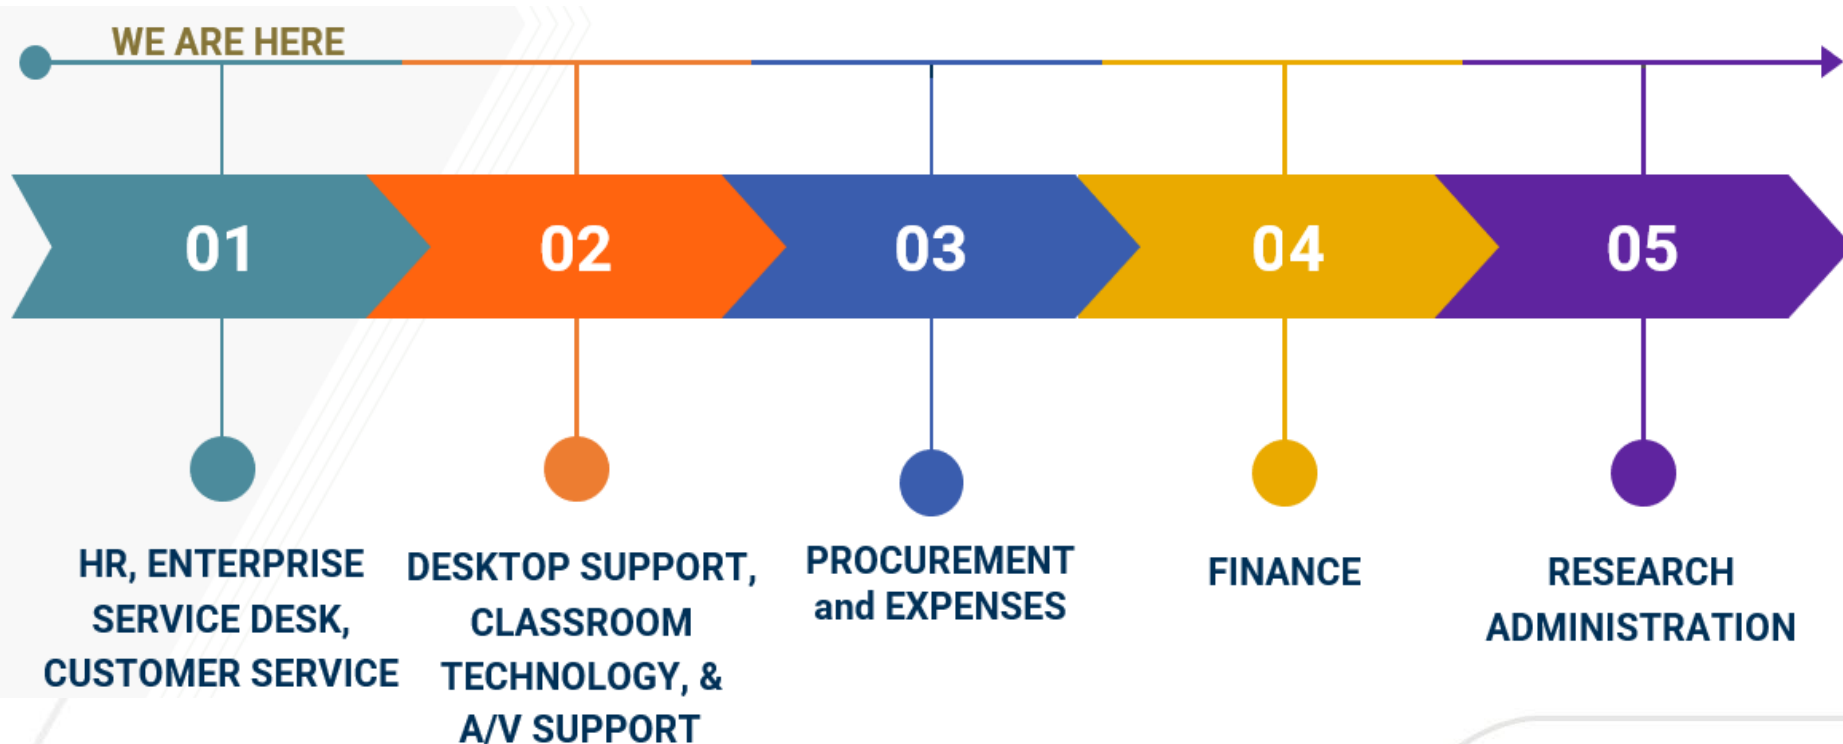 WE ARE HERE
01
02
03
04
05
HR, ENTERPRISE
SERVICE DESK,
CUSTOMER SERVICE
DESKTOP SUPPORT,
CLASSROOM
TECHNOLOGY, &
A/V SUPPORT
PROCUREMENT
and EXPENSES
FINANCE
RESEARCH
ADMINISTRATION